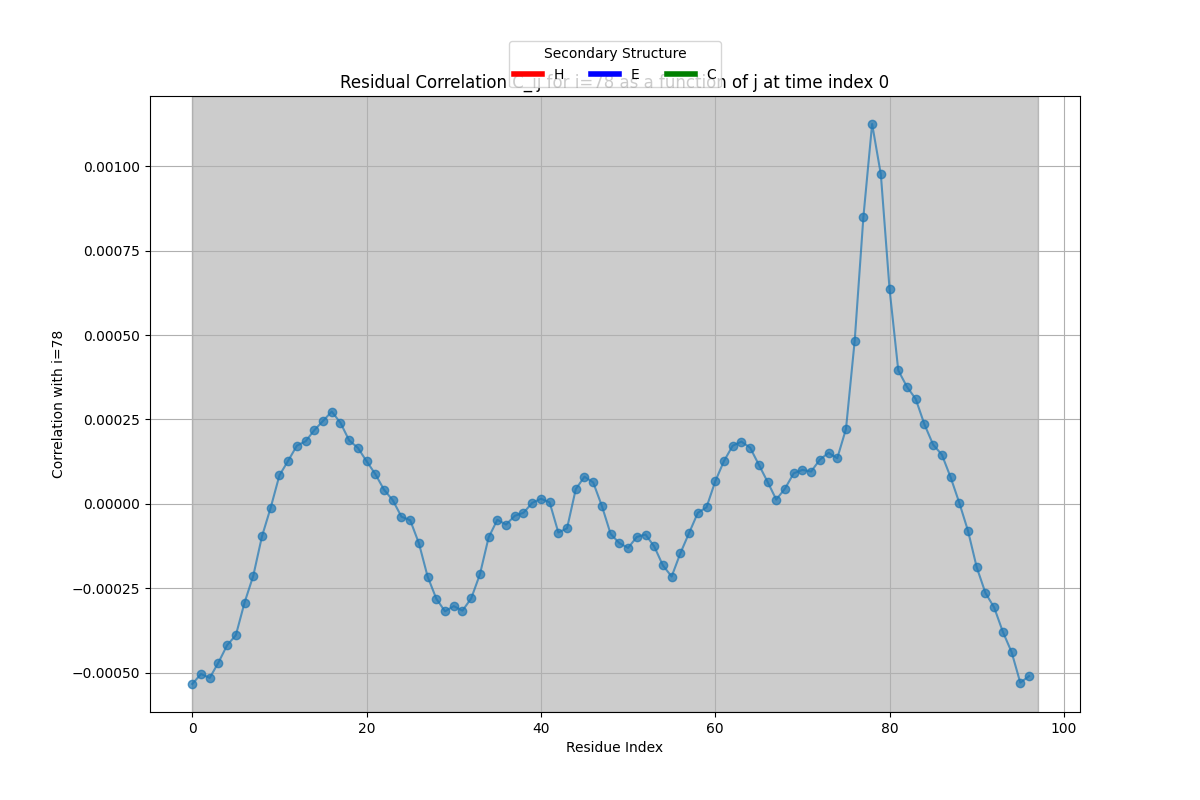 Secondary Structure
H E C
Residual Correlation C_ij for i=78 as a function of j at time index 0
Correlation with i=78
0.00100
0.00075
0.00050
0.00025
0.00000
−0.00025
−0.00050
0 20 40 60 80 100
Residue Index